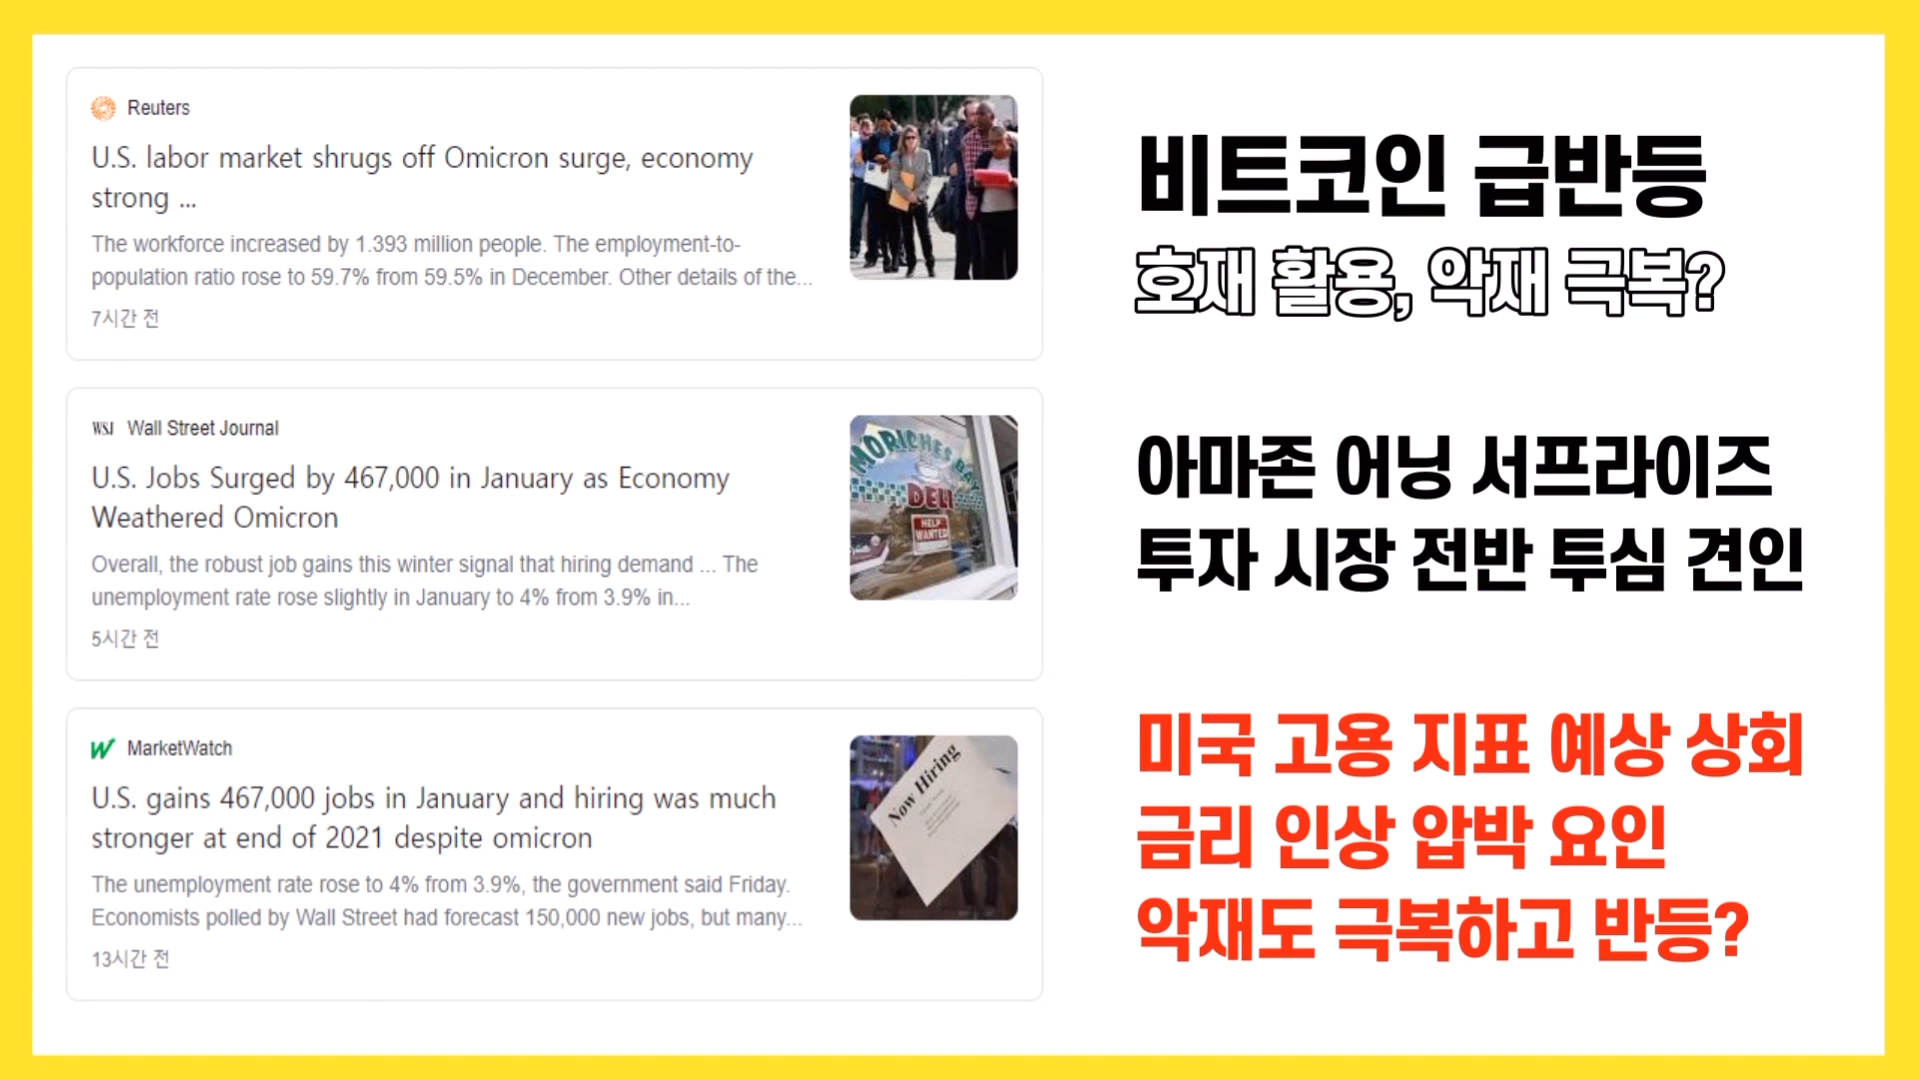 Reuters
U.S. labor market shrugs off Omicron surge, economy
strong ...
The workforce increased by 1.393 million people. The employment-to-
population ratio rose to 59.7% from 59.5% in December. Other details of the...
7시간 전
WSJ Wall Street Journal
U.S. Jobs Surged by 467,000 in January as Economy
Weathered Omicron
Overall, the robust job gains this winter signal that hiring demand ... The
unemployment rate rose slightly in January to 4% from 3.9% in...
5시간 전
MORICHES BAY
DELI
HELP
WANTED
MarketWatch
U.S. gains 467,000 jobs in January and hiring was much
stronger at end of 2021 despite omicron
The unemployment rate rose to 4% from 3.9%, the government said Friday.
Economists polled by Wall Street had forecast 150,000 new jobs, but many...
13시간 전
Now Hiring
비트코인 급반등
호재 활용, 악재 극복?
아마존 어닝 서프라이즈
투자 시장 전반 투심 견인
미국 고용 지표 예상 상회
금리 인상 압박 요인
악재도 극복하고 반등?